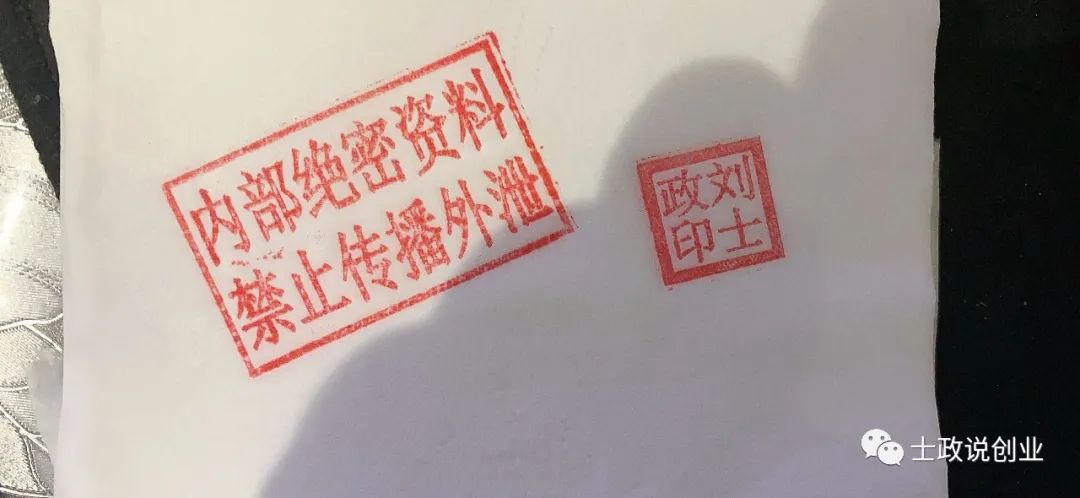 内部绝密资料
禁止传播外泄
刘士
政印
士政说创业